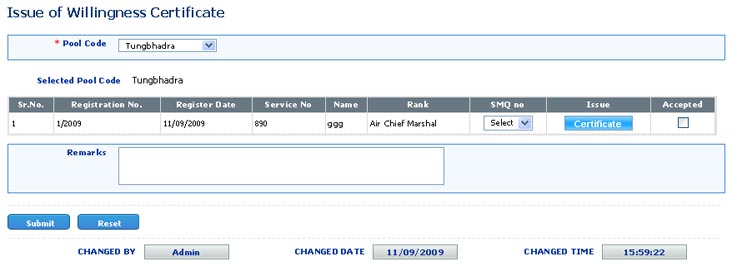 Issue of Willingness Certificate
* Pool Code Tungbhadra
Selected Pool Code Tungbhadra
Sr.No. Registration No. Register Date Service No Name Rank SMQ no Issue Accepted
1 1/2009 11/09/2009 890 ggg Air Chief Marshal Select Certificate
Remarks
Submit Reset
CHANGED BY Admin CHANGED DATE 11/09/2009 CHANGED TIME 15:59:22